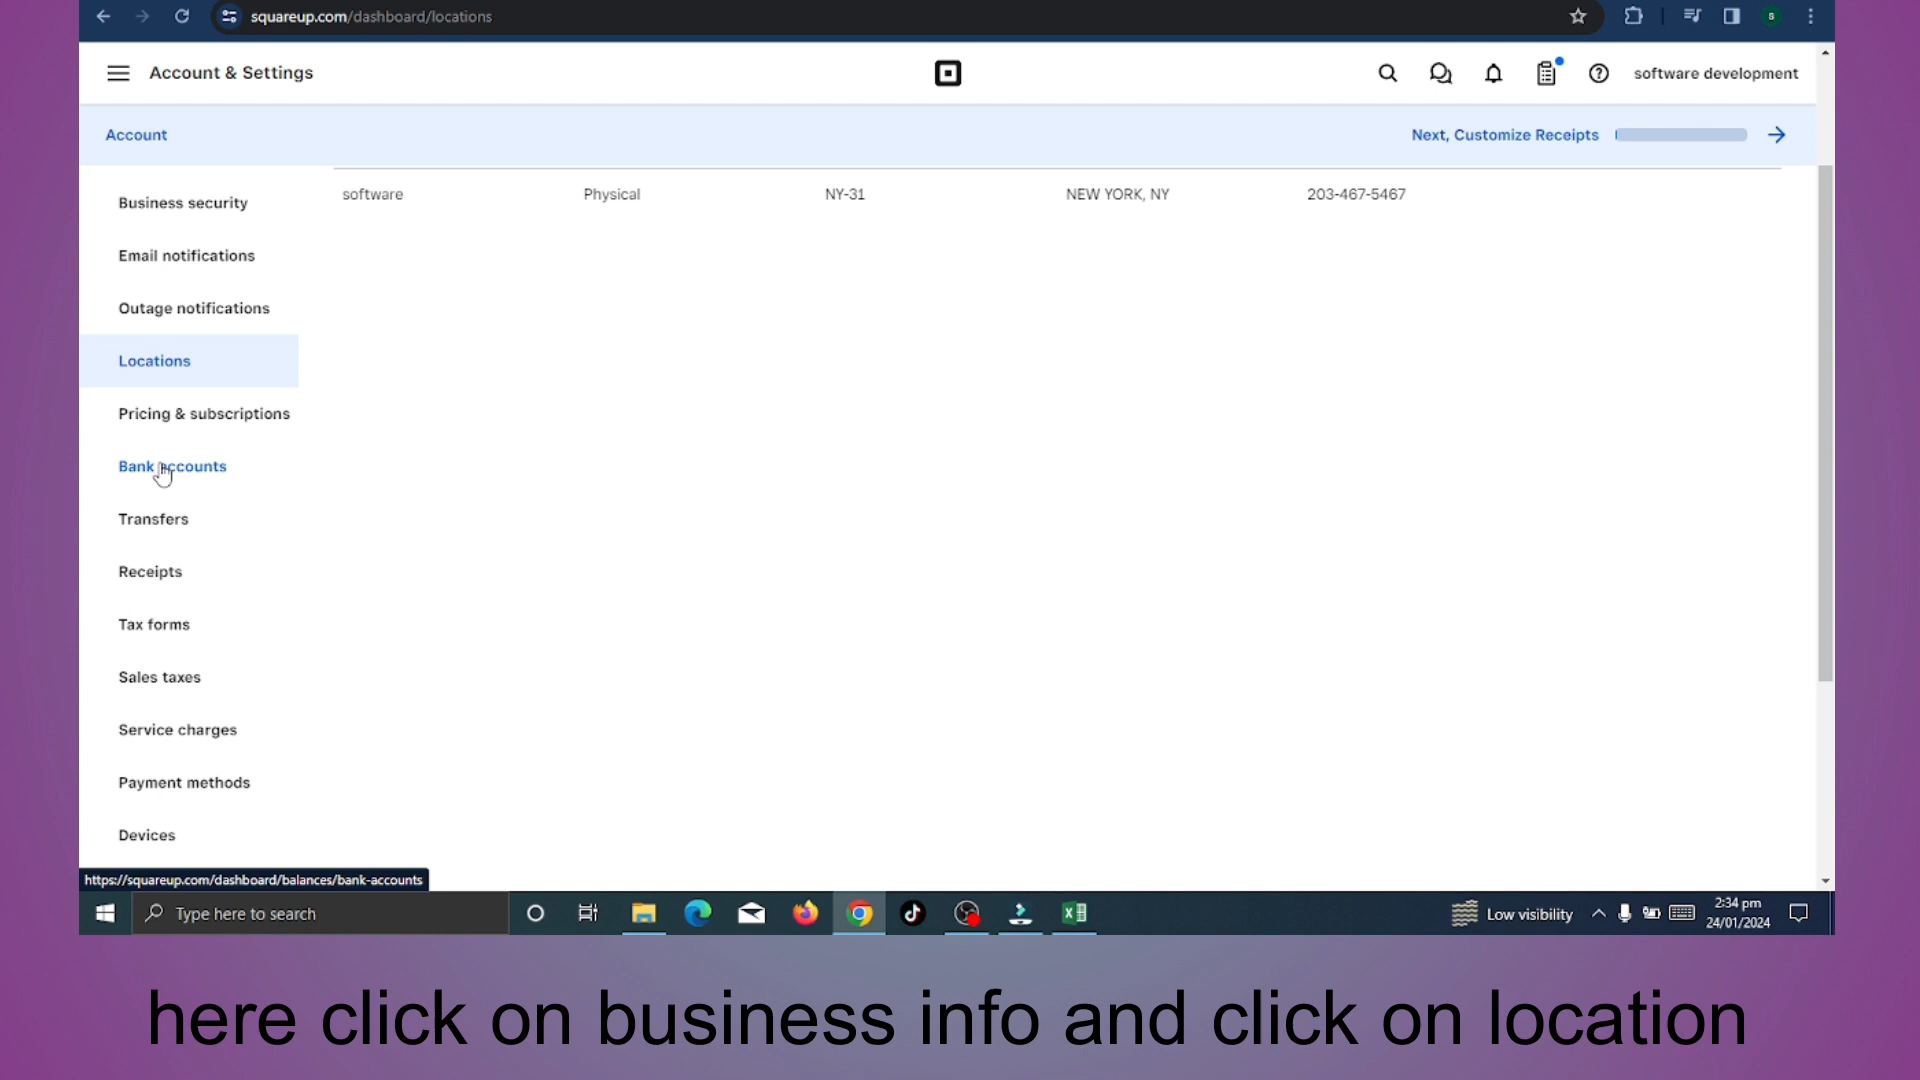 squareup.com/dashboard/locations
Account & Settings
software development
Account
Next, Customize Receipts
software Physical NY-31 NEW YORK, NY 203-467-5467
Business security
Email notifications
Outage notifications
Locations
Pricing & subscriptions
Bank accounts
Transfers
Receipts
Tax forms
Sales taxes
Service charges
Payment methods
Devices
https://squareup.com/dashboard/balances/bank-accounts
Type here to search
Low visibility
2:34 pm
24/01/2024
here click on business info and click on location